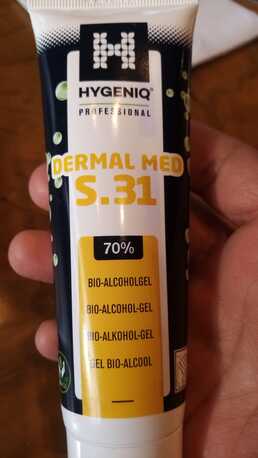 HYGENIQ®
PROFESSIONAL
DERMAL MED
S.31
70%
BIO-ALCOHOLGEL
BIO-ALCOHOL-GEL
BIO-ALKOHOL-GEL
GEL BIO-ALCOOL